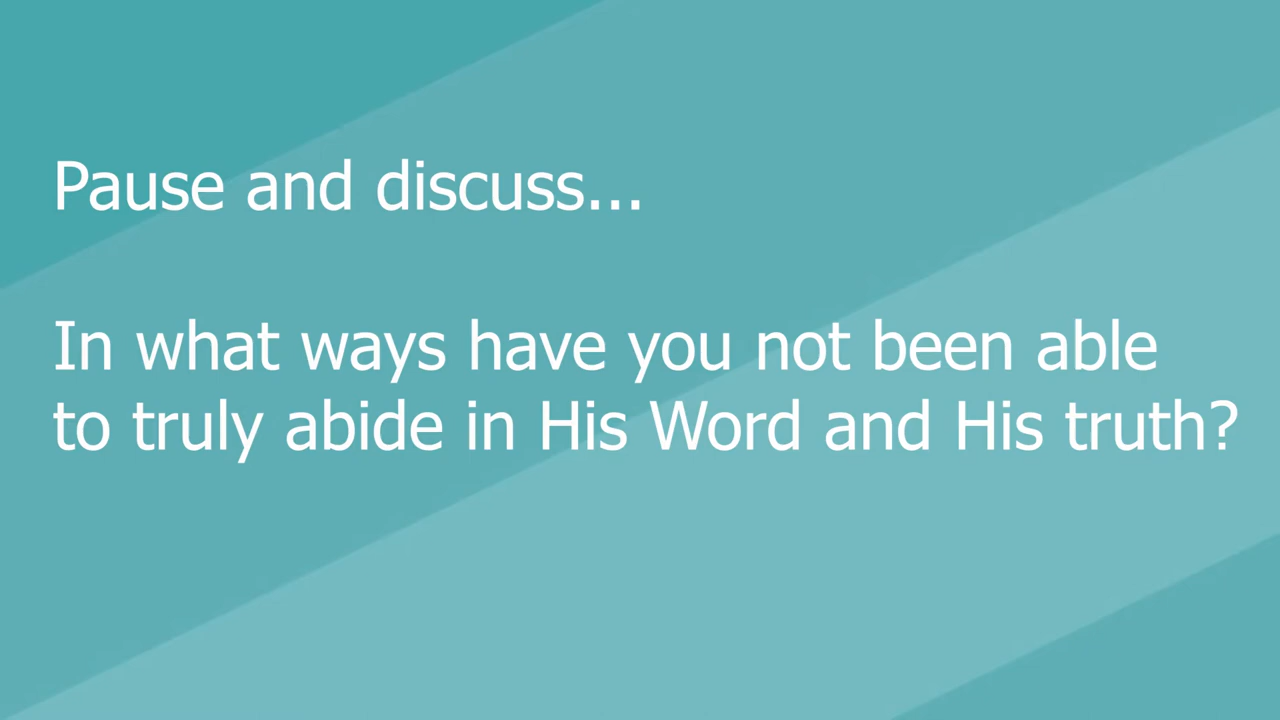 Pause and discuss...
In what ways have you not been able
to truly abide in His Word and His truth?